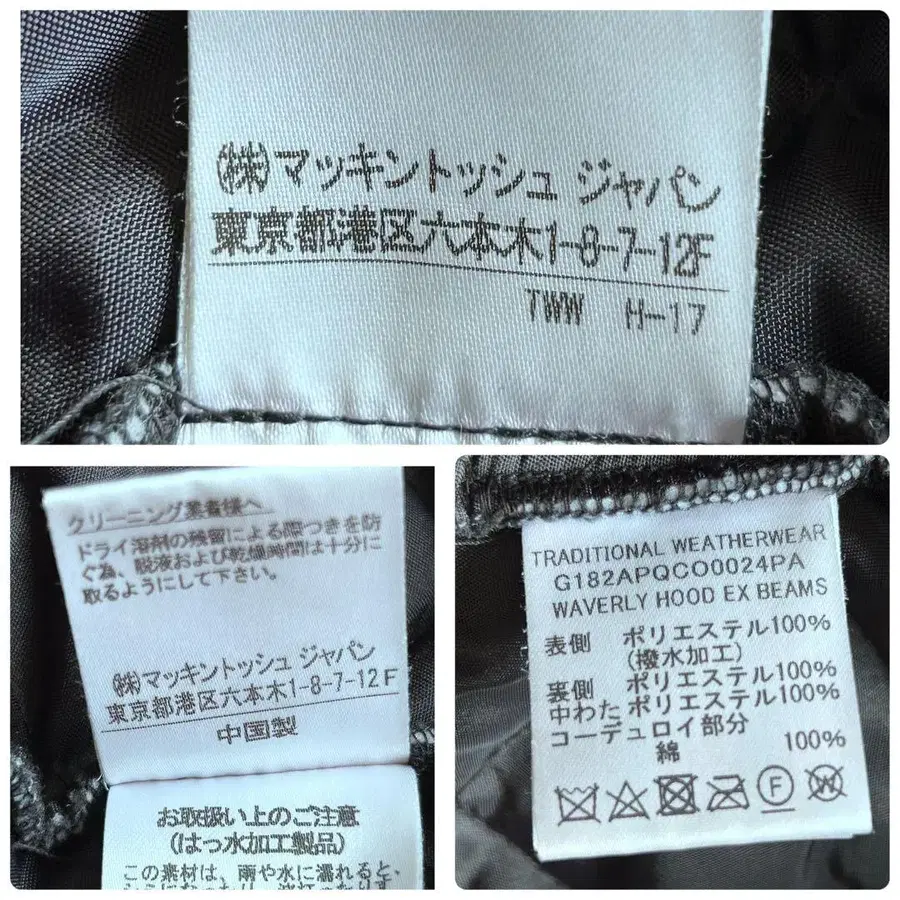 ㈱マッキントッシュ ジャパン
東京都港区六本木1-8-7-12F
TWW H-17
クリーニング業者様へ
ドライ溶剤の残留による際つきを防
ぐ為、脱液および乾燥時間は十分に
取るようにして下さい。
㈱マッキントッシュ ジャパン
東京都港区六本木1-8-7-12F
中国製
お取扱い上のご注意
(はっ水加工製品)
この素材は、雨や水に濡れると、
TRADITIONAL WEATHERWEAR
G182APQCO0024PA
WAVERLY HOOD EX BEAMS
表側 ポリエステル100%
(撥水加工)
裏側 ポリエステル100%
中わた ポリエステル100%
コーデュロイ部分
綿 100%
F
W